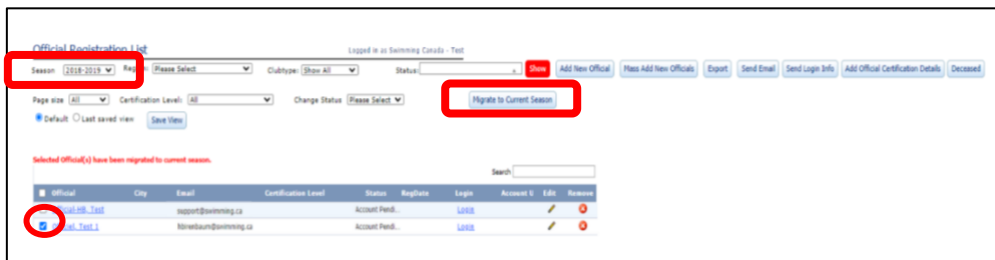 Official Registration List Logged in as Swimming Canada - Test
Season 2018-2019 Region: Please Select Clubtype: Show All Status: Show Add New Official Mass Add New Officials Export Send Email Send Login Info Add Official Certification Details Deceased
Page size All Certification Level: All Change Status Please Select Migrate to Current Season
Default Last saved view Save View
Selected Official(s) have been migrated to current season.
Search
Official City Email Certification Level Status RegDate Login Account U Edit Remove
Official-HB, Test support@swimming.ca Account Pendi... Login
Official, Test 1 Account Pendi... Login